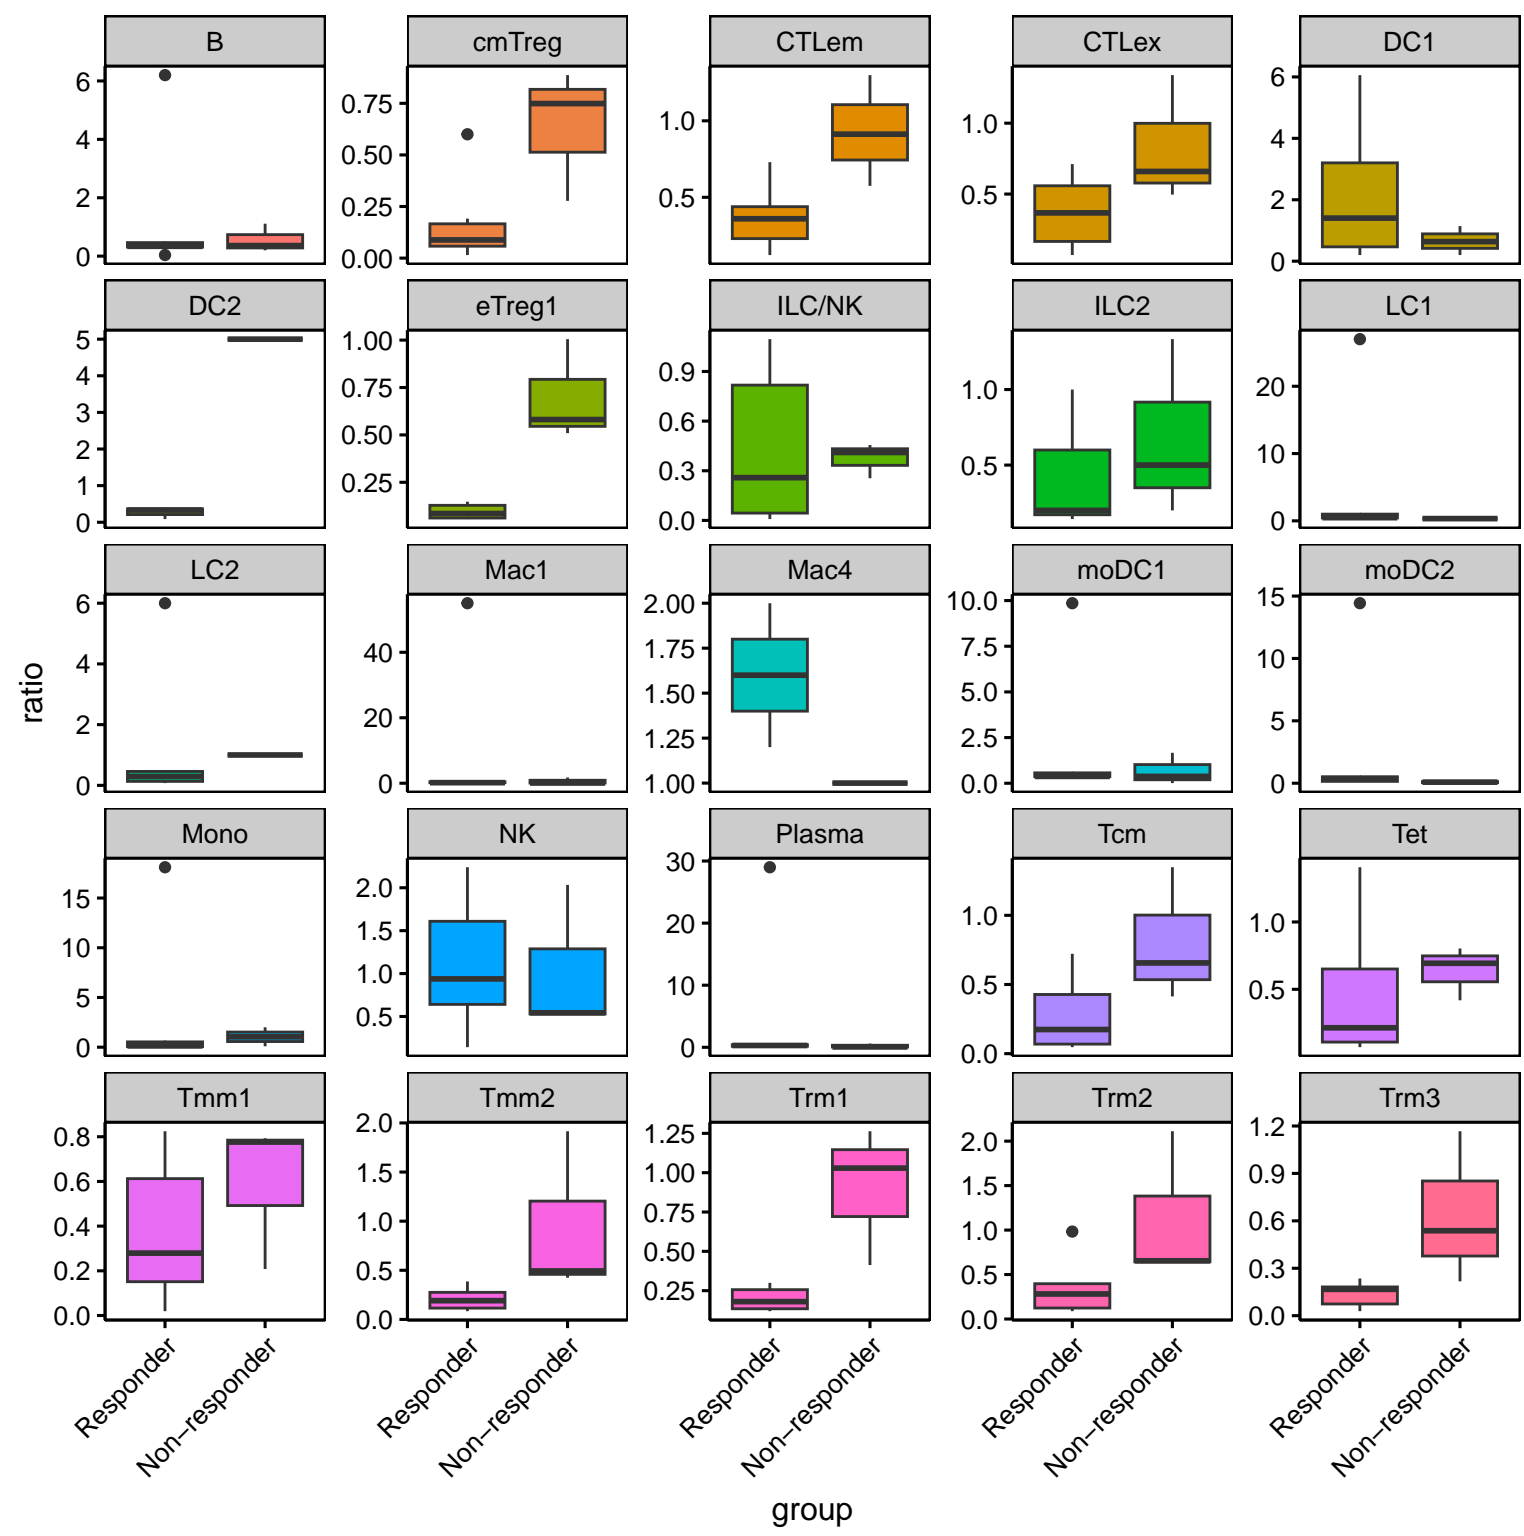 B cmTreg CTLem CTLex DC1
6 4 2 0
0.75 0.50 0.25 0.00
1.0 0.5
1.0 0.5
6 4 2 0
DC2 eTreg1 ILC/NK ILC2 LC1
5 4 3 2 1 0
1.00 0.75 0.50 0.25
0.9 0.6 0.3 0.0
1.0 0.5
20 10 0
LC2 Mac1 Mac4 moDC1 moDC2
6 4 2 0
40 20 0
2.00 1.75 1.50 1.25 1.00
10.0 7.5 5.0 2.5 0.0
15 10 5 0
ratio
Mono NK Plasma Tcm Tet
15 10 5 0
2.0 1.5 1.0 0.5
30 20 10 0
1.0 0.5 0.0
1.0 0.5
Tmm1 Tmm2 Trm1 Trm2 Trm3
0.8 0.6 0.4 0.2 0.0
2.0 1.5 1.0 0.5 0.0
1.25 1.00 0.75 0.50 0.25
2.0 1.5 1.0 0.5 0.0
1.2 0.9 0.6 0.3 0.0
Responder Non−responder Responder Non−responder Responder Non−responder Responder Non−responder Responder Non−responder
group